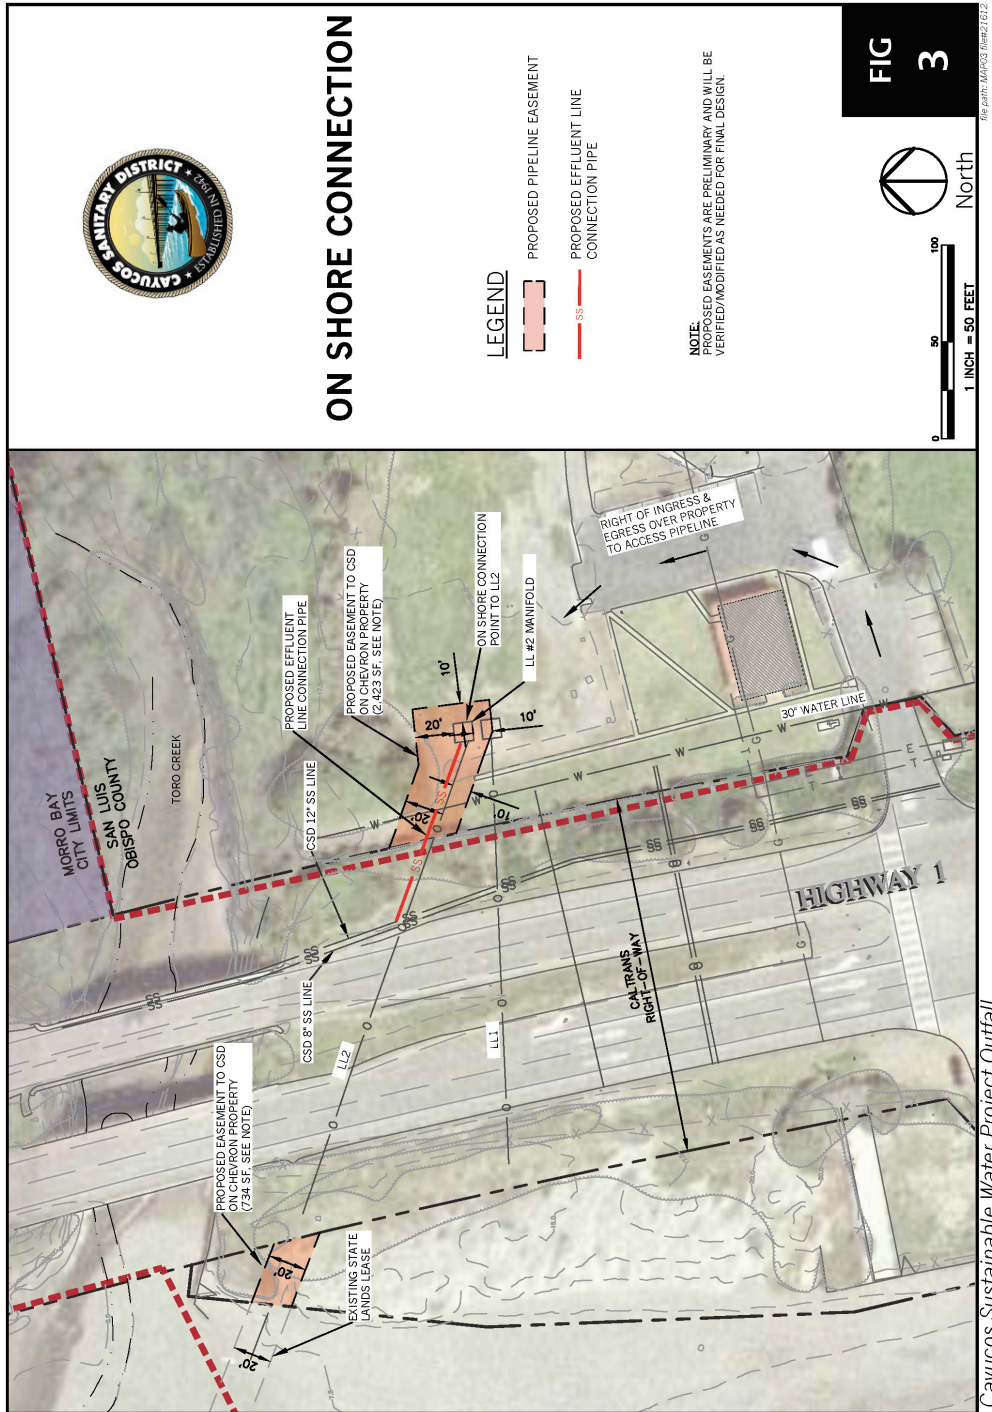 CAYUCOS SANITARY DISTRICT
ESTABLISHED IN 1942
ON SHORE CONNECTION
LEGEND
PROPOSED PIPELINE EASEMENT
SS
PROPOSED EFFLUENT LINE
CONNECTION PIPE
NOTE:
PROPOSED EASEMENTS ARE PRELIMINARY AND WILL BE
VERIFIED/MODIFIED AS NEEDED FOR FINAL DESIGN.
FIG
3
North
0 50 100
1 INCH = 50 FEET
file path: MAP03 file#21612
MORRO BAY
CITY LIMITS
SAN LUIS
OBISPO COUNTY
TORO CREEK
CSD 12" SS LINE
CSD 8" SS LINE
PROPOSED EFFLUENT
LINE CONNECTION PIPE
PROPOSED EASEMENT TO CSD
ON CHEVRON PROPERTY
(2,423 SF, SEE NOTE)
ON SHORE CONNECTION
POINT TO LL2
LL #2 MANIFOLD
RIGHT OF INGRESS &
EGRESS OVER PROPERTY
TO ACCESS PIPELINE
10'
20'
10'
20'
10'
SS
SS
30" WATER LINE
HIGHWAY 1
CALTRANS
RIGHT-OF-WAY
LL2
LL1
PROPOSED EASEMENT TO CSD
ON CHEVRON PROPERTY
(734 SF, SEE NOTE)
20'
EXISTING STATE
LANDS LEASE
20'
Cayucos Sustainable Water Project Outfall